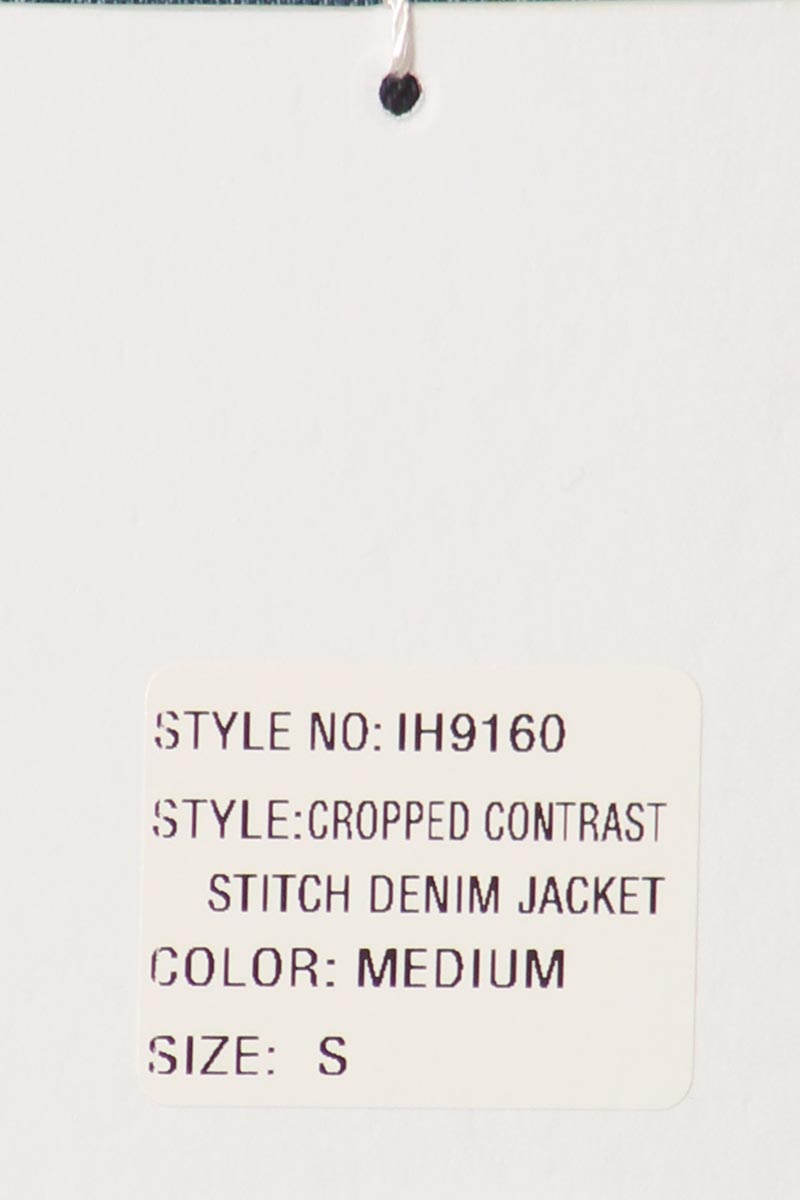 STYLE NO: IH9160
STYLE:CROPPED CONTRAST
STITCH DENIM JACKET
COLOR: MEDIUM
SIZE: S